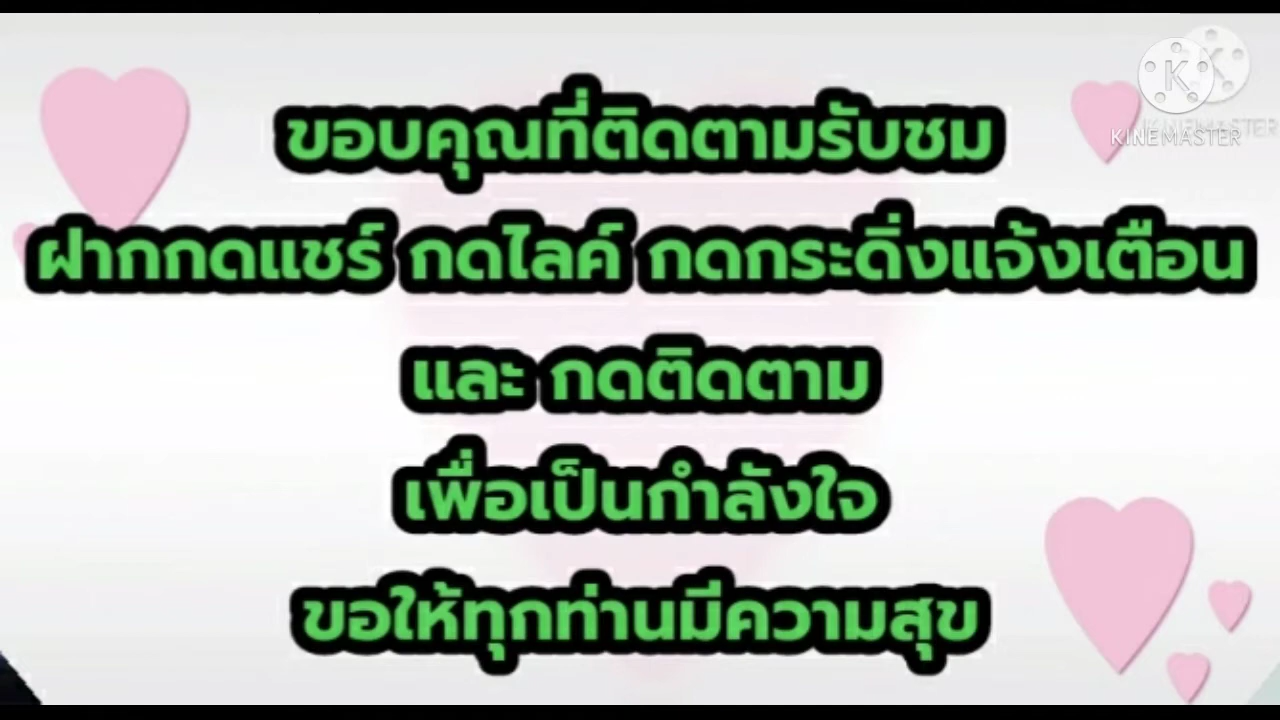 ขอบคุณที่ติดตามรับชม
ฝากกดแชร์ กดไลค์ กดกระดิ่งแจ้งเตือน
และ กดติดตาม
เพื่อเป็นกำลังใจ
ขอให้ทุกท่านมีความสุข
K
KINEMASTER
K
KINEMASTER